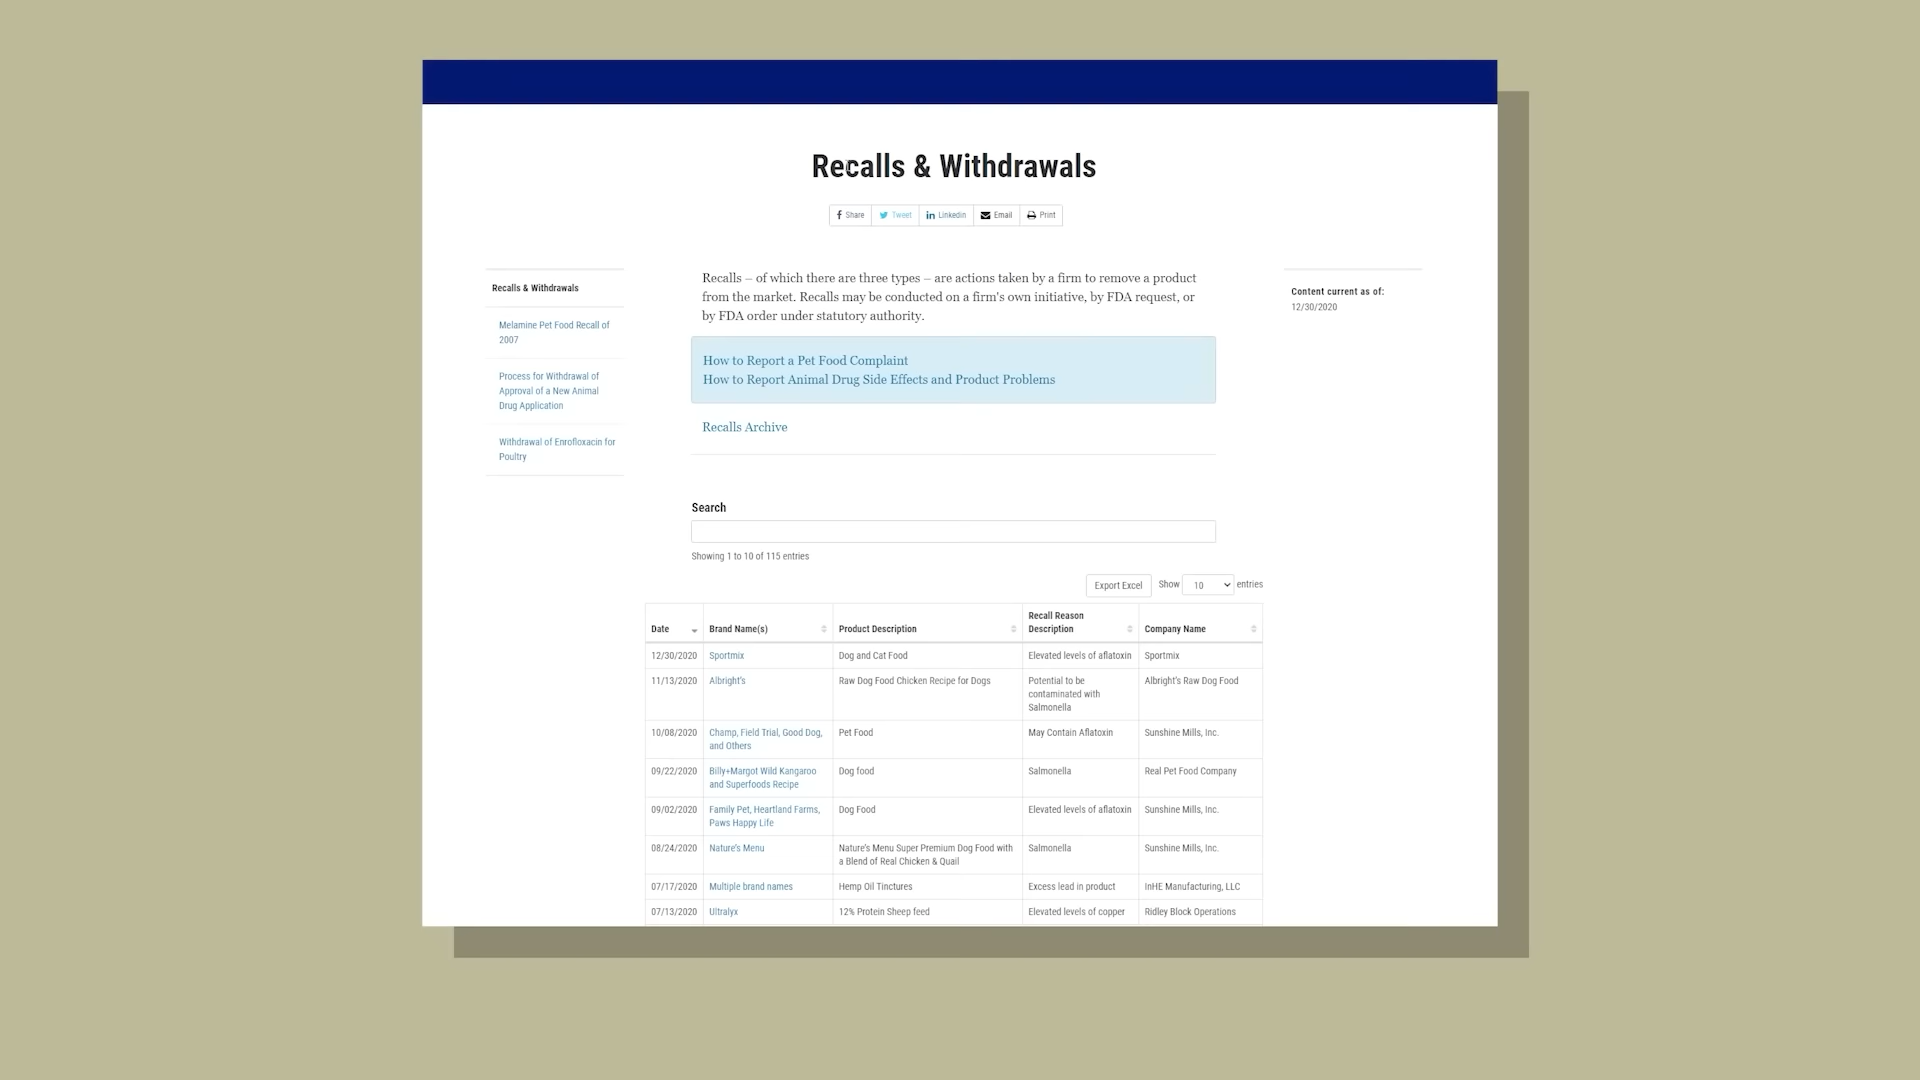 Recalls & Withdrawals
Share Tweet Linkedin Email Print
Recalls & Withdrawals
Melamine Pet Food Recall of
2007
Process for Withdrawal of
Approval of a New Animal
Drug Application
Withdrawal of Enrofloxacin for
Poultry
Recalls – of which there are three types – are actions taken by a firm to remove a product
from the market. Recalls may be conducted on a firm's own initiative, by FDA request, or
by FDA order under statutory authority.
How to Report a Pet Food Complaint
How to Report Animal Drug Side Effects and Product Problems
Recalls Archive
Content current as of:
12/30/2020
Search
Showing 1 to 10 of 115 entries
Export Excel Show 10 entries
Date Brand Name(s) Product Description Recall Reason
Description Company Name
12/30/2020 Sportmix Dog and Cat Food Elevated levels of aflatoxin Sportmix
11/13/2020 Albright's Raw Dog Food Chicken Recipe for Dogs Potential to be
contaminated with
Salmonella Albright's Raw Dog Food
10/08/2020 Champ, Field Trial, Good Dog,
and Others Pet Food May Contain Aflatoxin Sunshine Mills, Inc.
09/22/2020 Billy+Margot Wild Kangaroo
and Superfoods Recipe Dog food Salmonella Real Pet Food Company
09/02/2020 Family Pet, Heartland Farms,
Paws Happy Life Dog Food Elevated levels of aflatoxin Sunshine Mills, Inc.
08/24/2020 Nature's Menu Nature's Menu Super Premium Dog Food with
a Blend of Real Chicken & Quail Salmonella Sunshine Mills, Inc.
07/17/2020 Multiple brand names Hemp Oil Tinctures Excess lead in product InHE Manufacturing, LLC
07/13/2020 Ultralyx 12% Protein Sheep feed Elevated levels of copper Ridley Block Operations